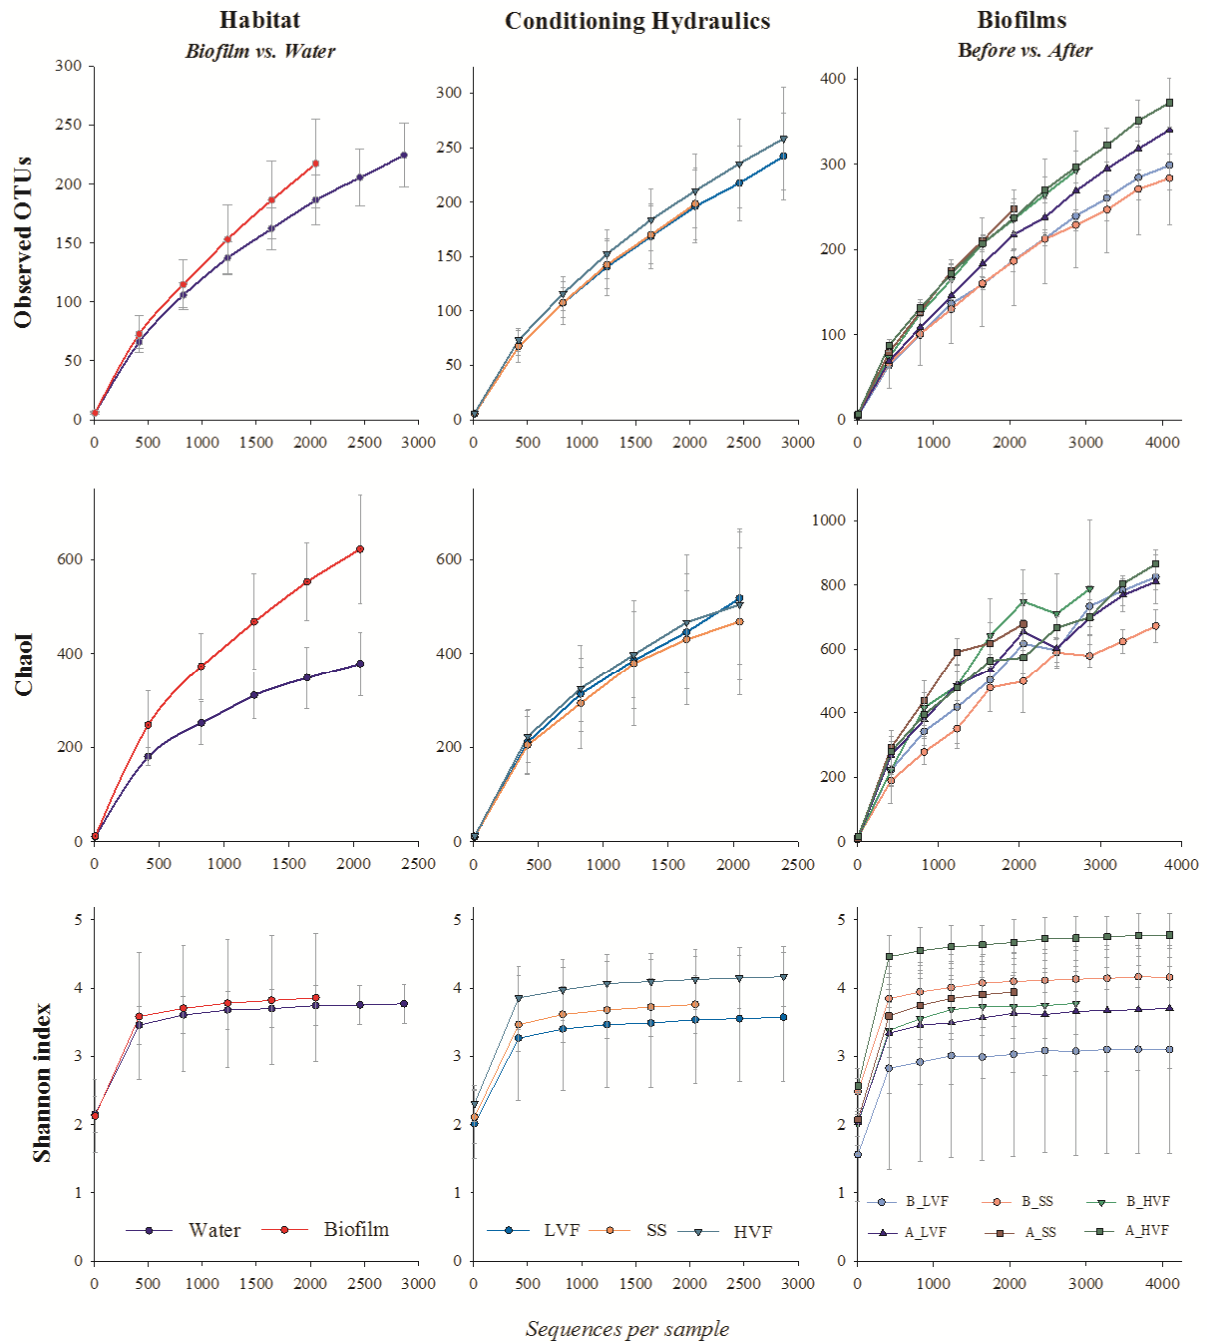 Habitat
Biofilm vs. Water
Conditioning Hydraulics
Biofilms
Before vs. After
Observed OTUs
300
250
200
150
100
50
0
0 500 1000 1500 2000 2500 3000
300
250
200
150
100
50
0
0 500 1000 1500 2000 2500 3000
400
300
200
100
0
0 1000 2000 3000 4000
ChaoI
600
400
200
0
0 500 1000 1500 2000 2500
600
400
200
0
0 500 1000 1500 2000 2500
1000
800
600
400
200
0
0 1000 2000 3000 4000
Shannon index
5
4
3
2
1
0
Water Biofilm
0 500 1000 1500 2000 2500 3000
5
4
3
2
1
0
LVF SS HVF
0 500 1000 1500 2000 2500 3000
5
4
3
2
1
0
B_LVF B_SS B_HVF
A_LVF A_SS A_HVF
0 1000 2000 3000 4000
Sequences per sample